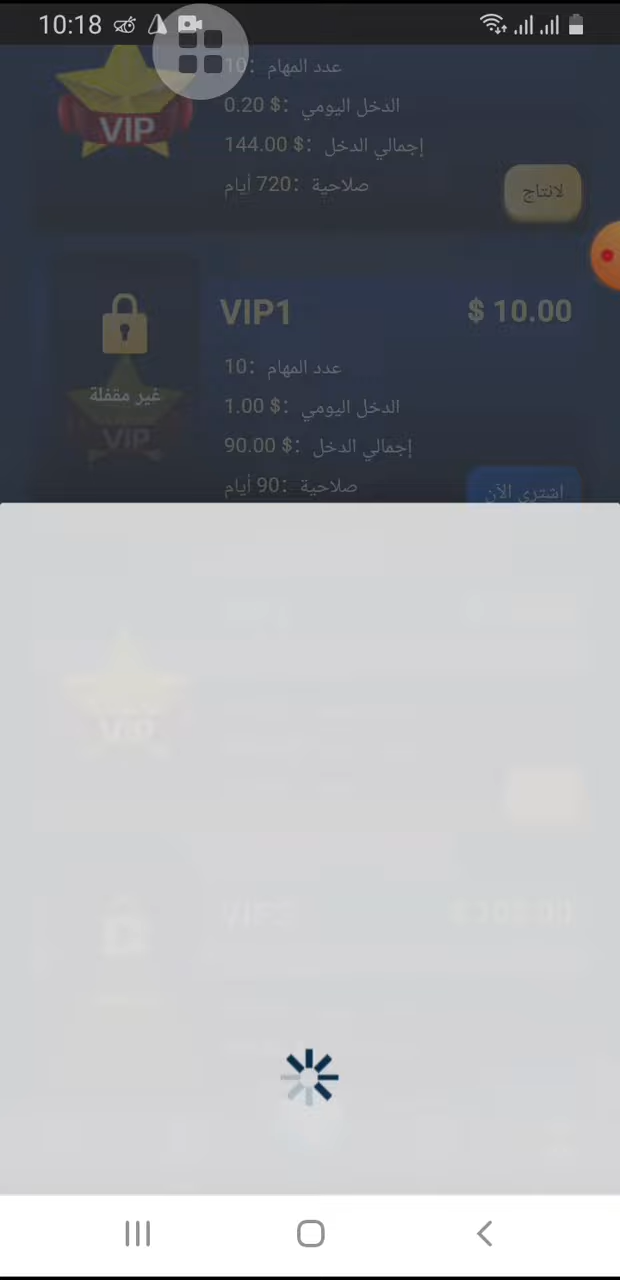 10:18
عدد المهام :10
VIP
الدخل اليومي :$ 0.20
إجمالي الدخل :$ 144.00
صلاحية :720 أيام
لانتاج
VIP1
$ 10.00
عدد المهام :10
غير مقفلة
الدخل اليومي :$ 1.00
VIP
إجمالي الدخل :$ 90.00
صلاحية :90 أيام
اشترى الآن
VIP